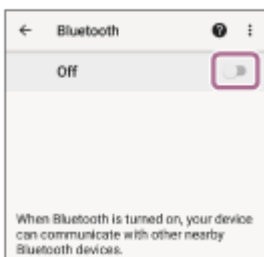 Bluetooth
Off
When Bluetooth is turned on, your device
can communicate with other nearby
Bluetooth devices.